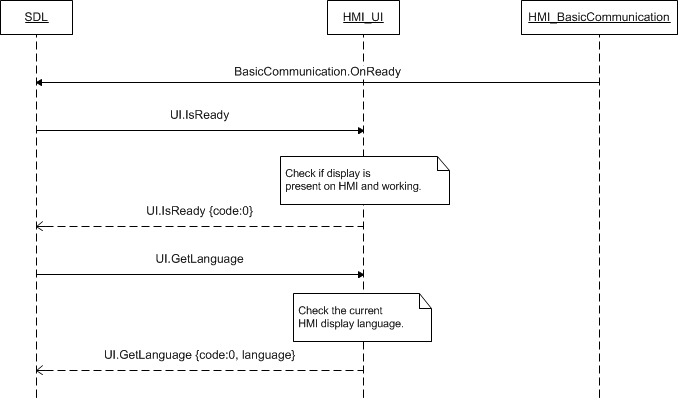 SDL
HMI_UI
HMI_BasicCommunication
BasicCommunication.OnReady
UI.IsReady
Check if display is
present on HMI and working.
UI.IsReady {code:0}
UI.GetLanguage
Check the current
HMI display language.
UI.GetLanguage {code:0, language}